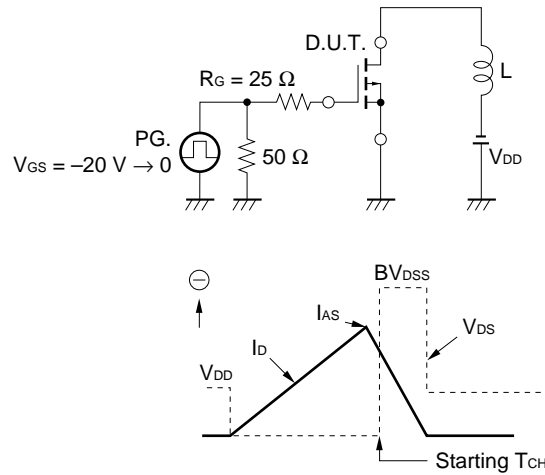 D.U.T.
RG = 25 Ω
L
PG.
50 Ω
VGS = –20 V → 0
VDD
–
BVDSS
IAS
VDS
ID
VDD
Starting TCH